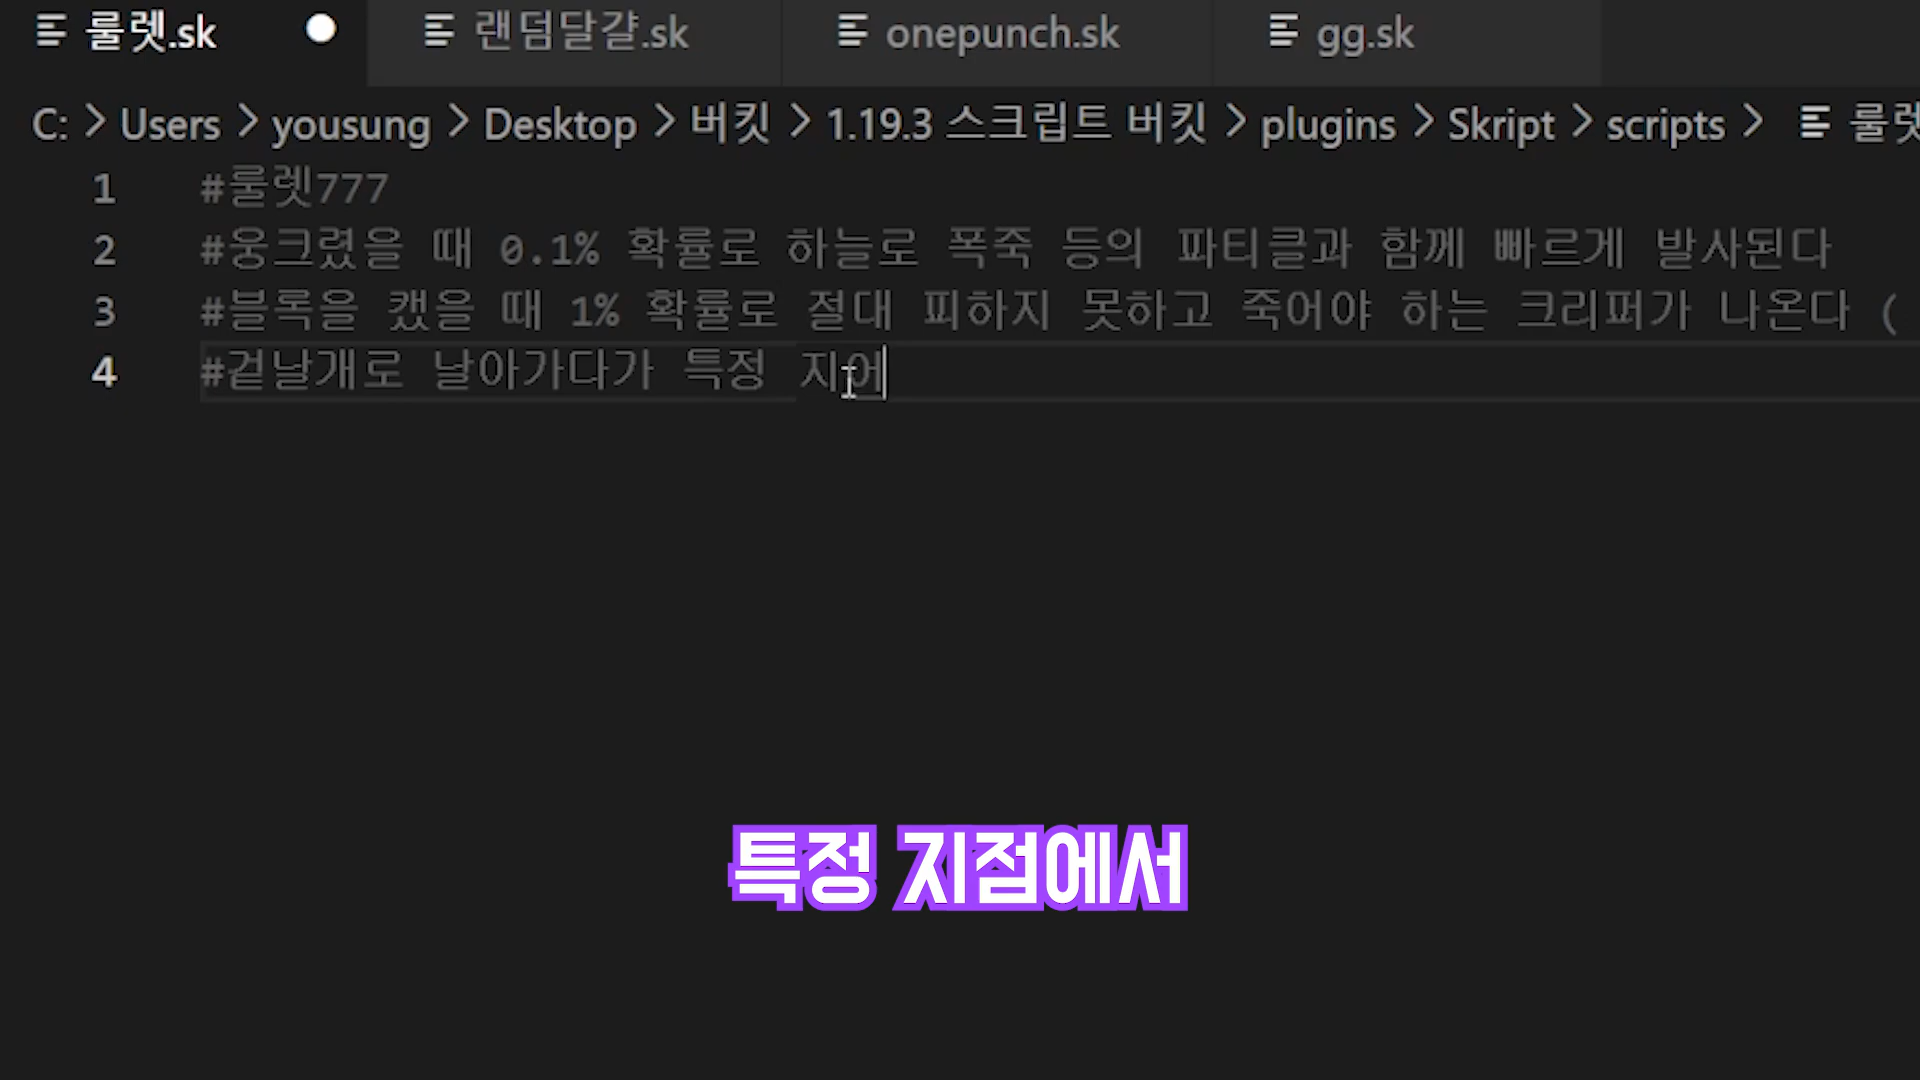 룰렛.sk
랜덤달걀.sk
onepunch.sk
gg.sk
C: > Users > yousung > Desktop > 버킷 > 1.19.3 스크립트 버킷 > plugins > Skript > scripts > 룰렛
1 #룰렛777
2 #웅크렸을 때 0.1% 확률로 하늘로 폭죽 등의 파티클과 함께 빠르게 발사된다
3 #블록을 캤을 때 1% 확률로 절대 피하지 못하고 죽어야 하는 크리퍼가 나온다 (
4 #겉날개로 날아가다가 특정 지어
특정 지점에서